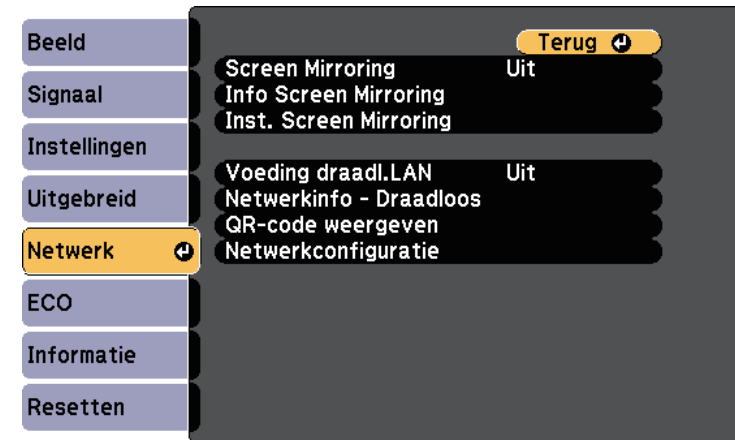 Beeld
Signaal
Instellingen
Uitgebreid
Netwerk
ECO
Informatie
Resetten
Terug
Screen Mirroring Uit
Info Screen Mirroring
Inst. Screen Mirroring
Voeding draadl.LAN Uit
Netwerkinfo - Draadloos
QR-code weergeven
Netwerkconfiguratie